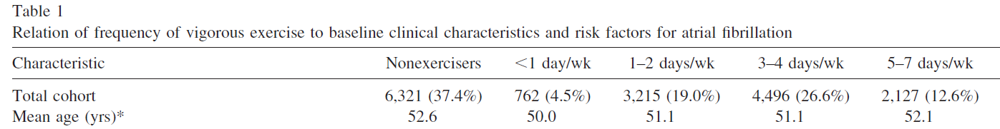 Table 1
Relation of frequency of vigorous exercise to baseline clinical characteristics and risk factors for atrial fibrillation
Characteristic Nonexercisers <1 day/wk 1–2 days/wk 3–4 days/wk 5–7 days/wk
Total cohort 6,321 (37.4%) 762 (4.5%) 3,215 (19.0%) 4,496 (26.6%) 2,127 (12.6%)
Mean age (yrs)* 52.6 50.0 51.1 51.1 52.1